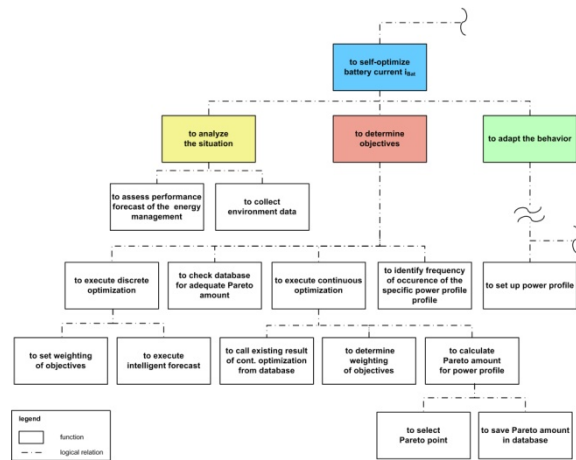 to self-optimize
battery current iBat
to analyze
the situation
to determine
objectives
to adapt the behavior
to assess performance
forecast of the energy
management
to collect
environment data
to execute discrete
optimization
to check database
for adequate Pareto
amount
to execute continuous
optimization
to identify frequency
of occurence of the
specific power profile
profile
to set up power profile
to set weighting
of objectives
to execute
intelligent forecast
to call existing result
of cont. optimization
from database
to determine
weighting
of objectives
to calculate
Pareto amount
for power profile
to select
Pareto point
to save Pareto amount
in database
legend
function
logical relation